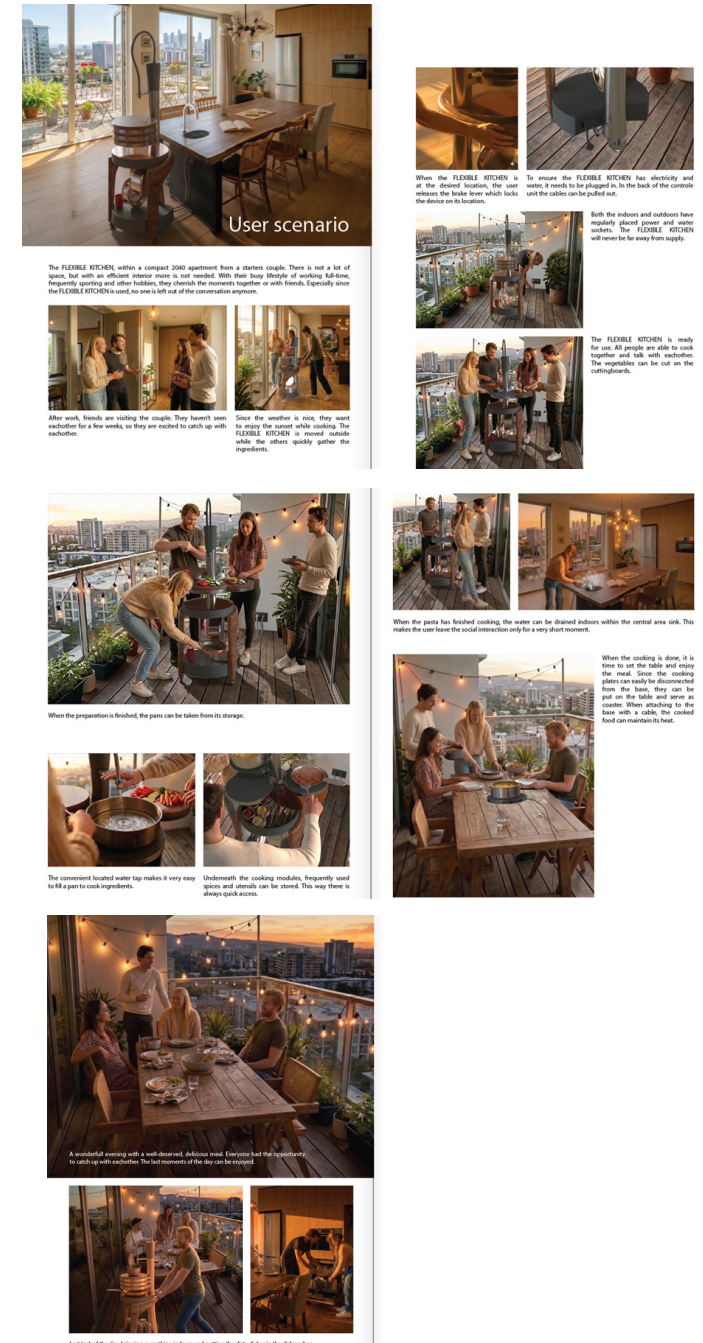 User scenario
The FLEXIBLE KITCHEN, within a compact 2040 apartment from a starters couple. There is not a lot of
space, but with an efficient interior more is not needed. With their busy lifestyle of working full-time,
frequently sporting and other hobbies, they cherrish the moments together or with friends. Especially since
the FLEXIBLE KITCHEN is used, no one is left out of the conversation anymore.
After work, friends are visiting the couple. They haven't seen
eachother for a few weeks, so they are excited to catch up with
eachother.
Since the weather is nice, they want
to enjoy the sunset while cooking. The
FLEXIBLE KITCHEN is moved outside
while the others quickly gather the
ingredients.
When the FLEXIBLE KITCHEN is
at the desired location, the user
releases the brake lever which locks
the device on its location.
To ensure the FLEXIBLE KITCHEN has electricity and
water, it needs to be plugged in. In the back of the controle
unit the cables can be pulled out.
Both the indoors and outdoors have
regularly placed power and water
sockets. The FLEXIBLE KITCHEN
will never be far away from supply.
The FLEXIBLE KITCHEN is ready
for use. All people are able to cook
together and talk with eachother.
The vegetables can be cut on the
cuttingboards.
When the preparation is finished, the pans can be taken from its storage.
The convenient located water tap makes it very easy
to fill a pan to cook ingredients.
Underneath the cooking modules, frequently used
spices and utensils can be stored. This way there is
always quick access.
When the pasta has finished cooking, the water can be drained indoors within the central area sink. This
makes the user leave the social interaction only for a very short moment.
When the cooking is done, it is
time to set the table and enjoy
the meal. Since the cooking
plates can easily be disconnected
from the base, they can be
put on the table and serve as
coaster. When attaching to the
base with a cable, the cooked
food can maintain its heat.
A wonderfull evening with a well-deserved, delicious meal. Everyone had the opportunity
to catch up with eachother. The last moments of the day can be enjoyed.